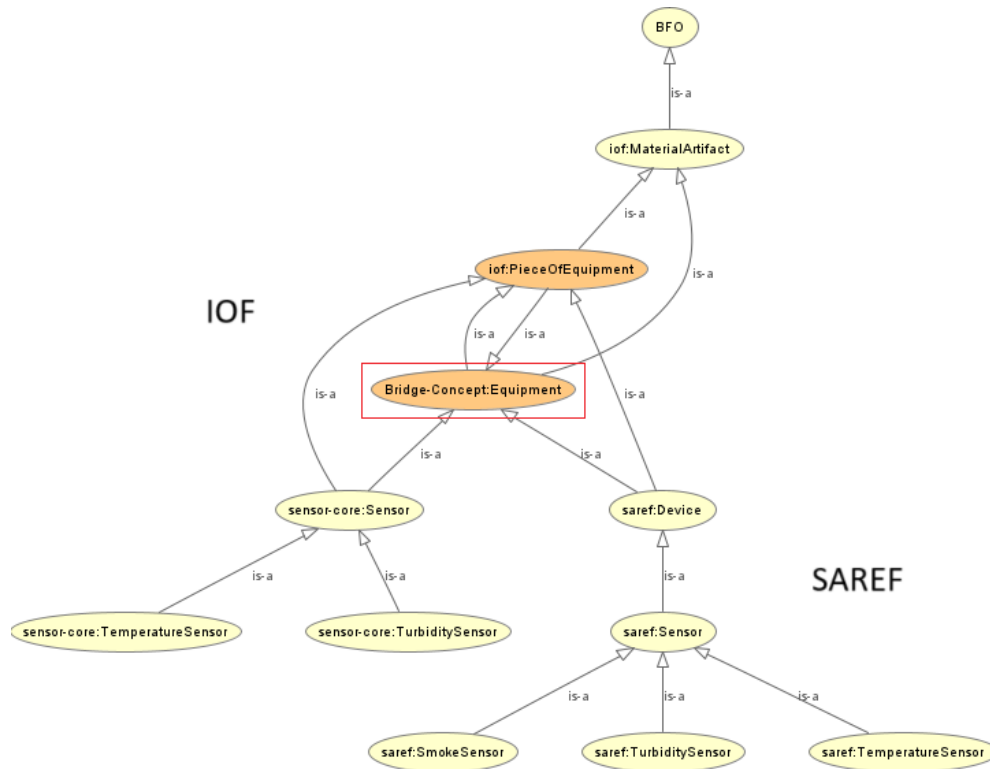 BFO
is-a
iof:MaterialArtifact
is-a
iof:PieceOfEquipment
is-a
IOF
is-a
is-a
is-a
is-a
Bridge-Concept:Equipment
is-a
is-a
sensor-core:Sensor
saref:Device
is-a
is-a
is-a
SAREF
sensor-core:TemperatureSensor
sensor-core:TurbiditySensor
saref:Sensor
is-a
is-a
is-a
saref:SmokeSensor
saref:TurbiditySensor
saref:TemperatureSensor